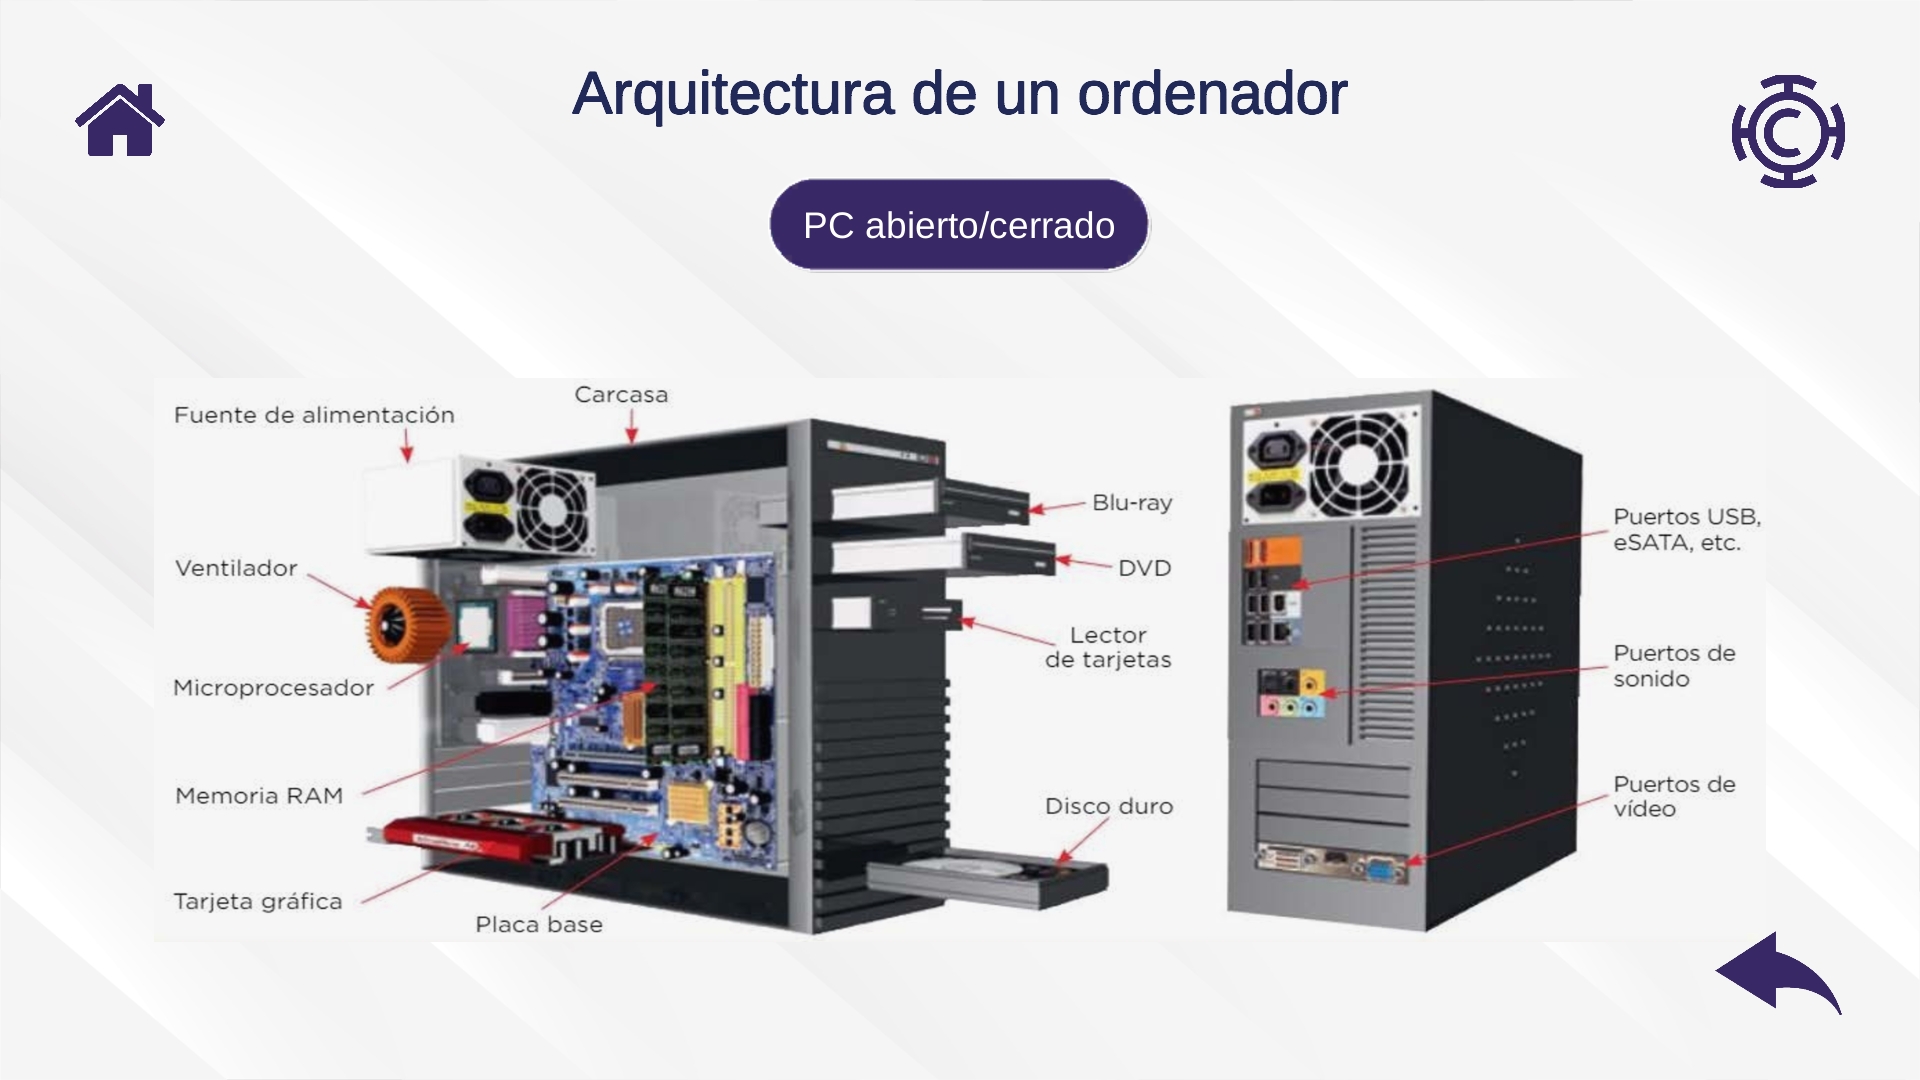 Arquitectura de un ordenador
PC abierto/cerrado
Carcasa
Fuente de alimentación
Ventilador
Microprocesador
Memoria RAM
Tarjeta gráfica
Placa base
Blu-ray
DVD
Lector
de tarjetas
Disco duro
Puertos USB,
eSATA, etc.
Puertos de
sonido
Puertos de
vídeo